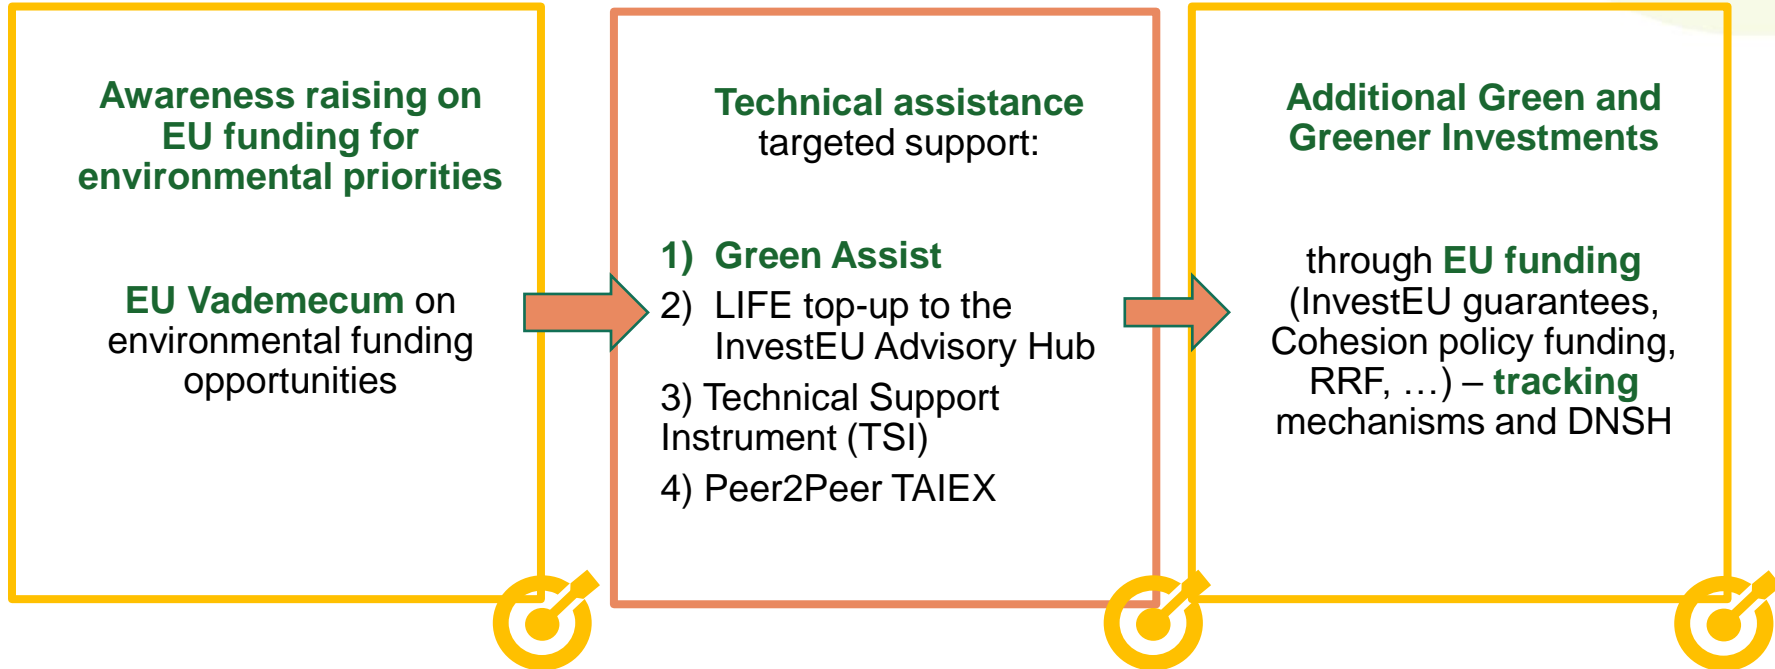 Awareness raising on
EU funding for
environmental priorities
EU Vademecum on
environmental funding
opportunities
Technical assistance
targeted support:
1) Green Assist
2) LIFE top-up to the
InvestEU Advisory Hub
3) Technical Support
Instrument (TSI)
4) Peer2Peer TAIEX
Additional Green and
Greener Investments
through EU funding
(InvestEU guarantees,
Cohesion policy funding,
RRF, …) – tracking
mechanisms and DNSH